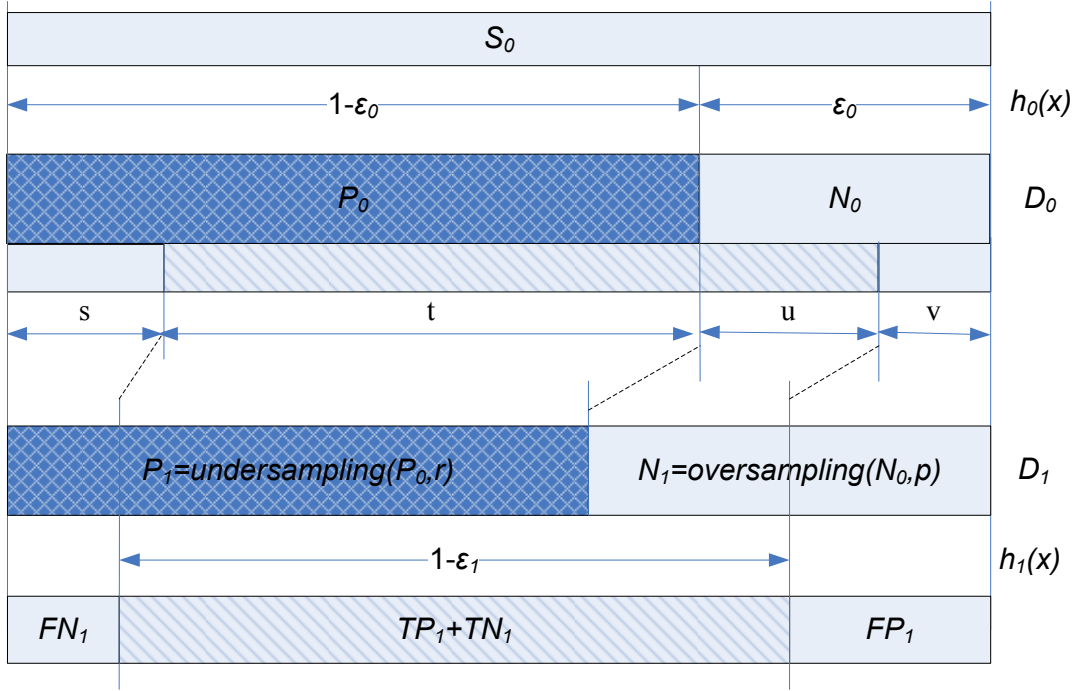 S₀
1-ε₀ ε₀ h₀(x)
P₀ N₀ D₀
s t u v
P₁=undersampling(P₀,r) N₁=oversampling(N₀,p) D₁
1-ε₁ h₁(x)
FN₁ TP₁+TN₁ FP₁